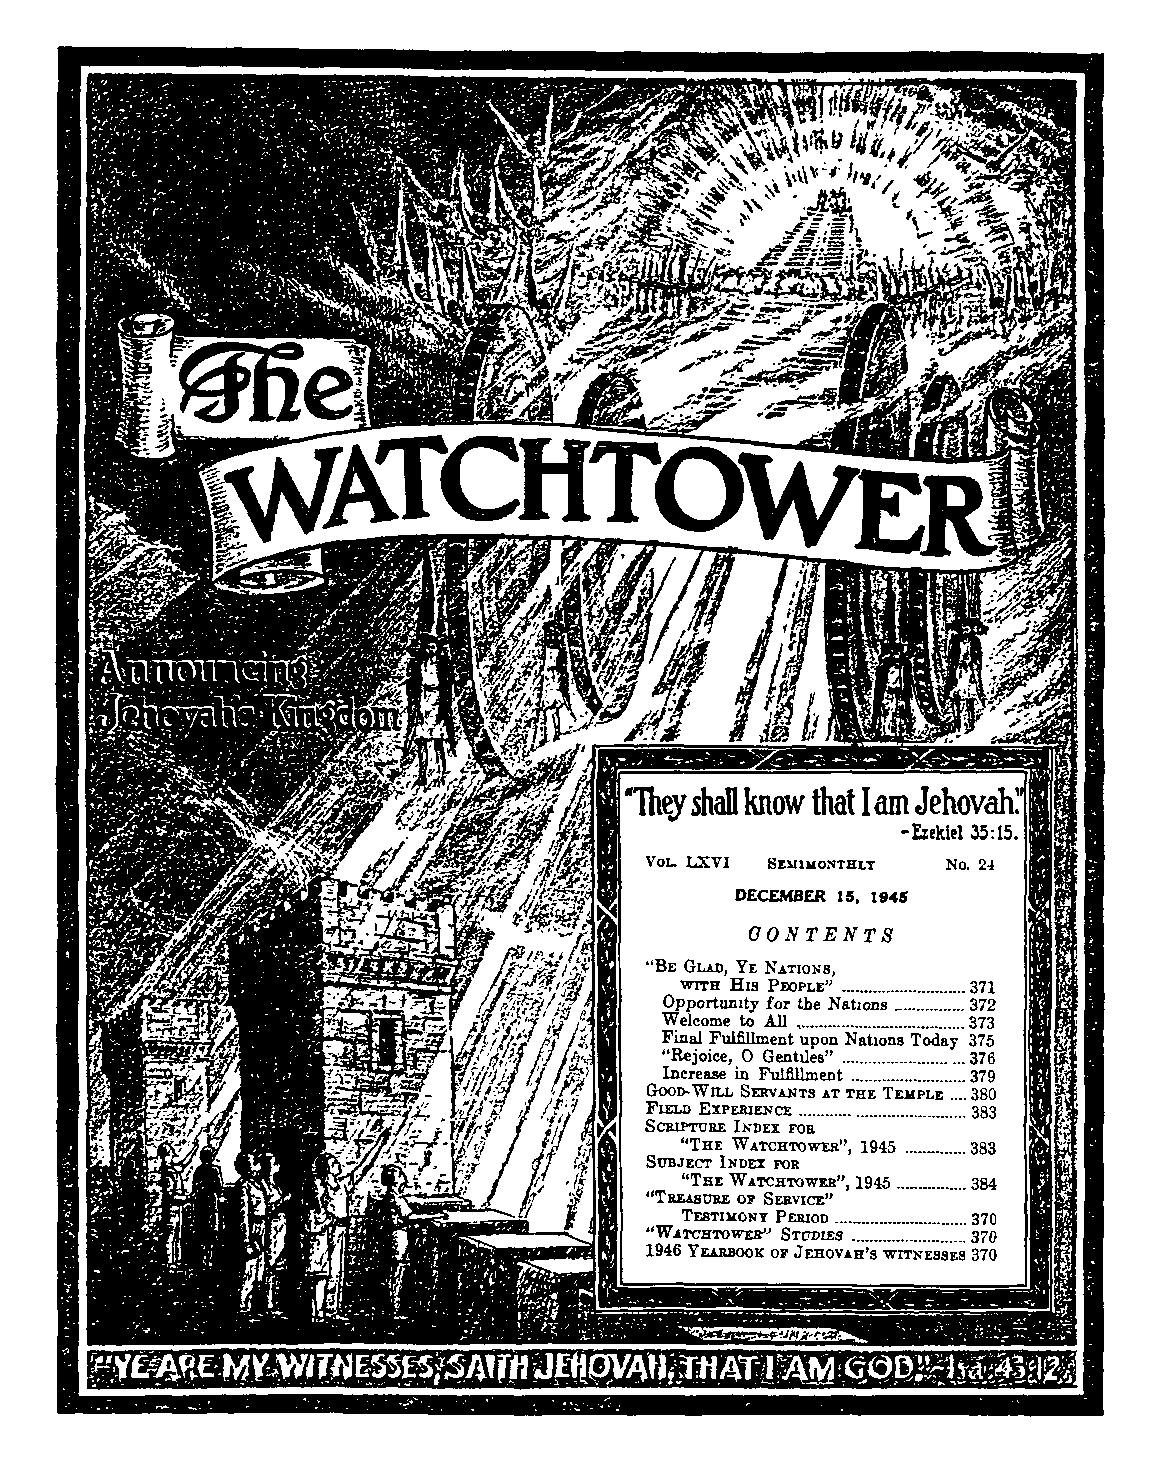 The
WATCHTOWER
Announcing
Jehovah's Kingdom
"They shall know that I am Jehovah."
-Ezekiel 35:15.
VOL. LXVI SEMIMONTHLY No. 24
DECEMBER 15, 1945
CONTENTS
"BE GLAD, YE NATIONS,
WITH HIS PEOPLE" ........................... 371
Opportunity for the Nations ............... 372
Welcome to All ..................................... 373
Final Fulfillment upon Nations Today 375
"Rejoice, O Gentiles" ........................... 376
Increase in Fulfillment ......................... 379
GOOD-WILL SERVANTS AT THE TEMPLE .... 380
FIELD EXPERIENCE .................................... 383
SCRIPTURE INDEX FOR
"THE WATCHTOWER", 1945 ............. 383
SUBJECT INDEX FOR
"THE WATCHTOWER", 1945 ............... 384
"TREASURE OF SERVICE"
TESTIMONY PERIOD ............................. 370
"WATCHTOWER" STUDIES ......................... 370
1946 YEARBOOK OF JEHOVAH'S WITNESSES 370
"YE ARE MY WITNESSES, SAITH JEHOVAH, THAT I AM GOD."-Isa. 43:12